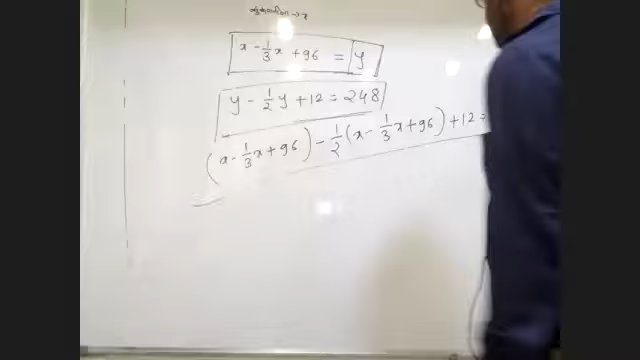 x - 1/3 x + 96 = y
y - 1/2 y + 12 = 248
(x - 1/3 x + 96) - 1/2 (x - 1/3 x + 96) + 12 =